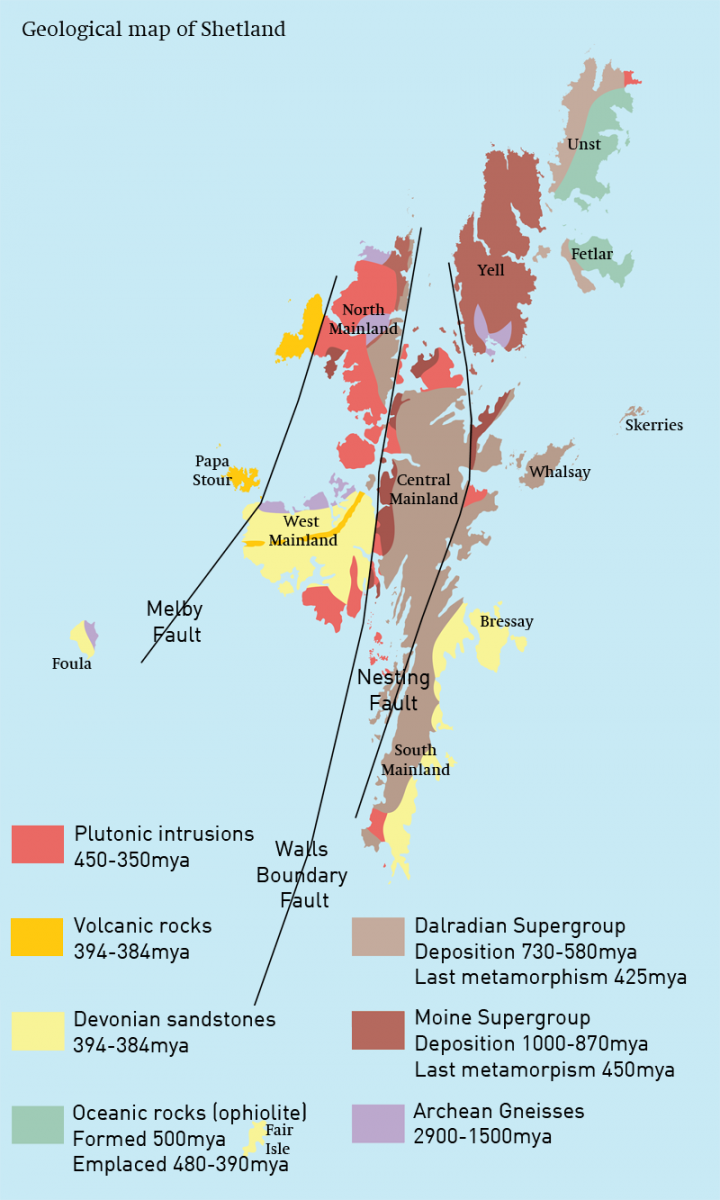 Geological map of Shetland
Unst
Fetlar
Yell
North
Mainland
Skerries
Whalsay
Papa
Stour
Central
Mainland
West
Mainland
Melby
Fault
Bressay
Foula
Nesting
Fault
South
Mainland
Walls
Boundary
Fault
Plutonic intrusions
450-350mya
Volcanic rocks
394-384mya
Devonian sandstones
394-384mya
Oceanic rocks (ophiolite)
Formed 500mya
Emplaced 480-390mya
Fair
Isle
Dalradian Supergroup
Deposition 730-580mya
Last metamorphism 425mya
Moine Supergroup
Deposition 1000-870mya
Last metamorpism 450mya
Archean Gneisses
2900-1500mya